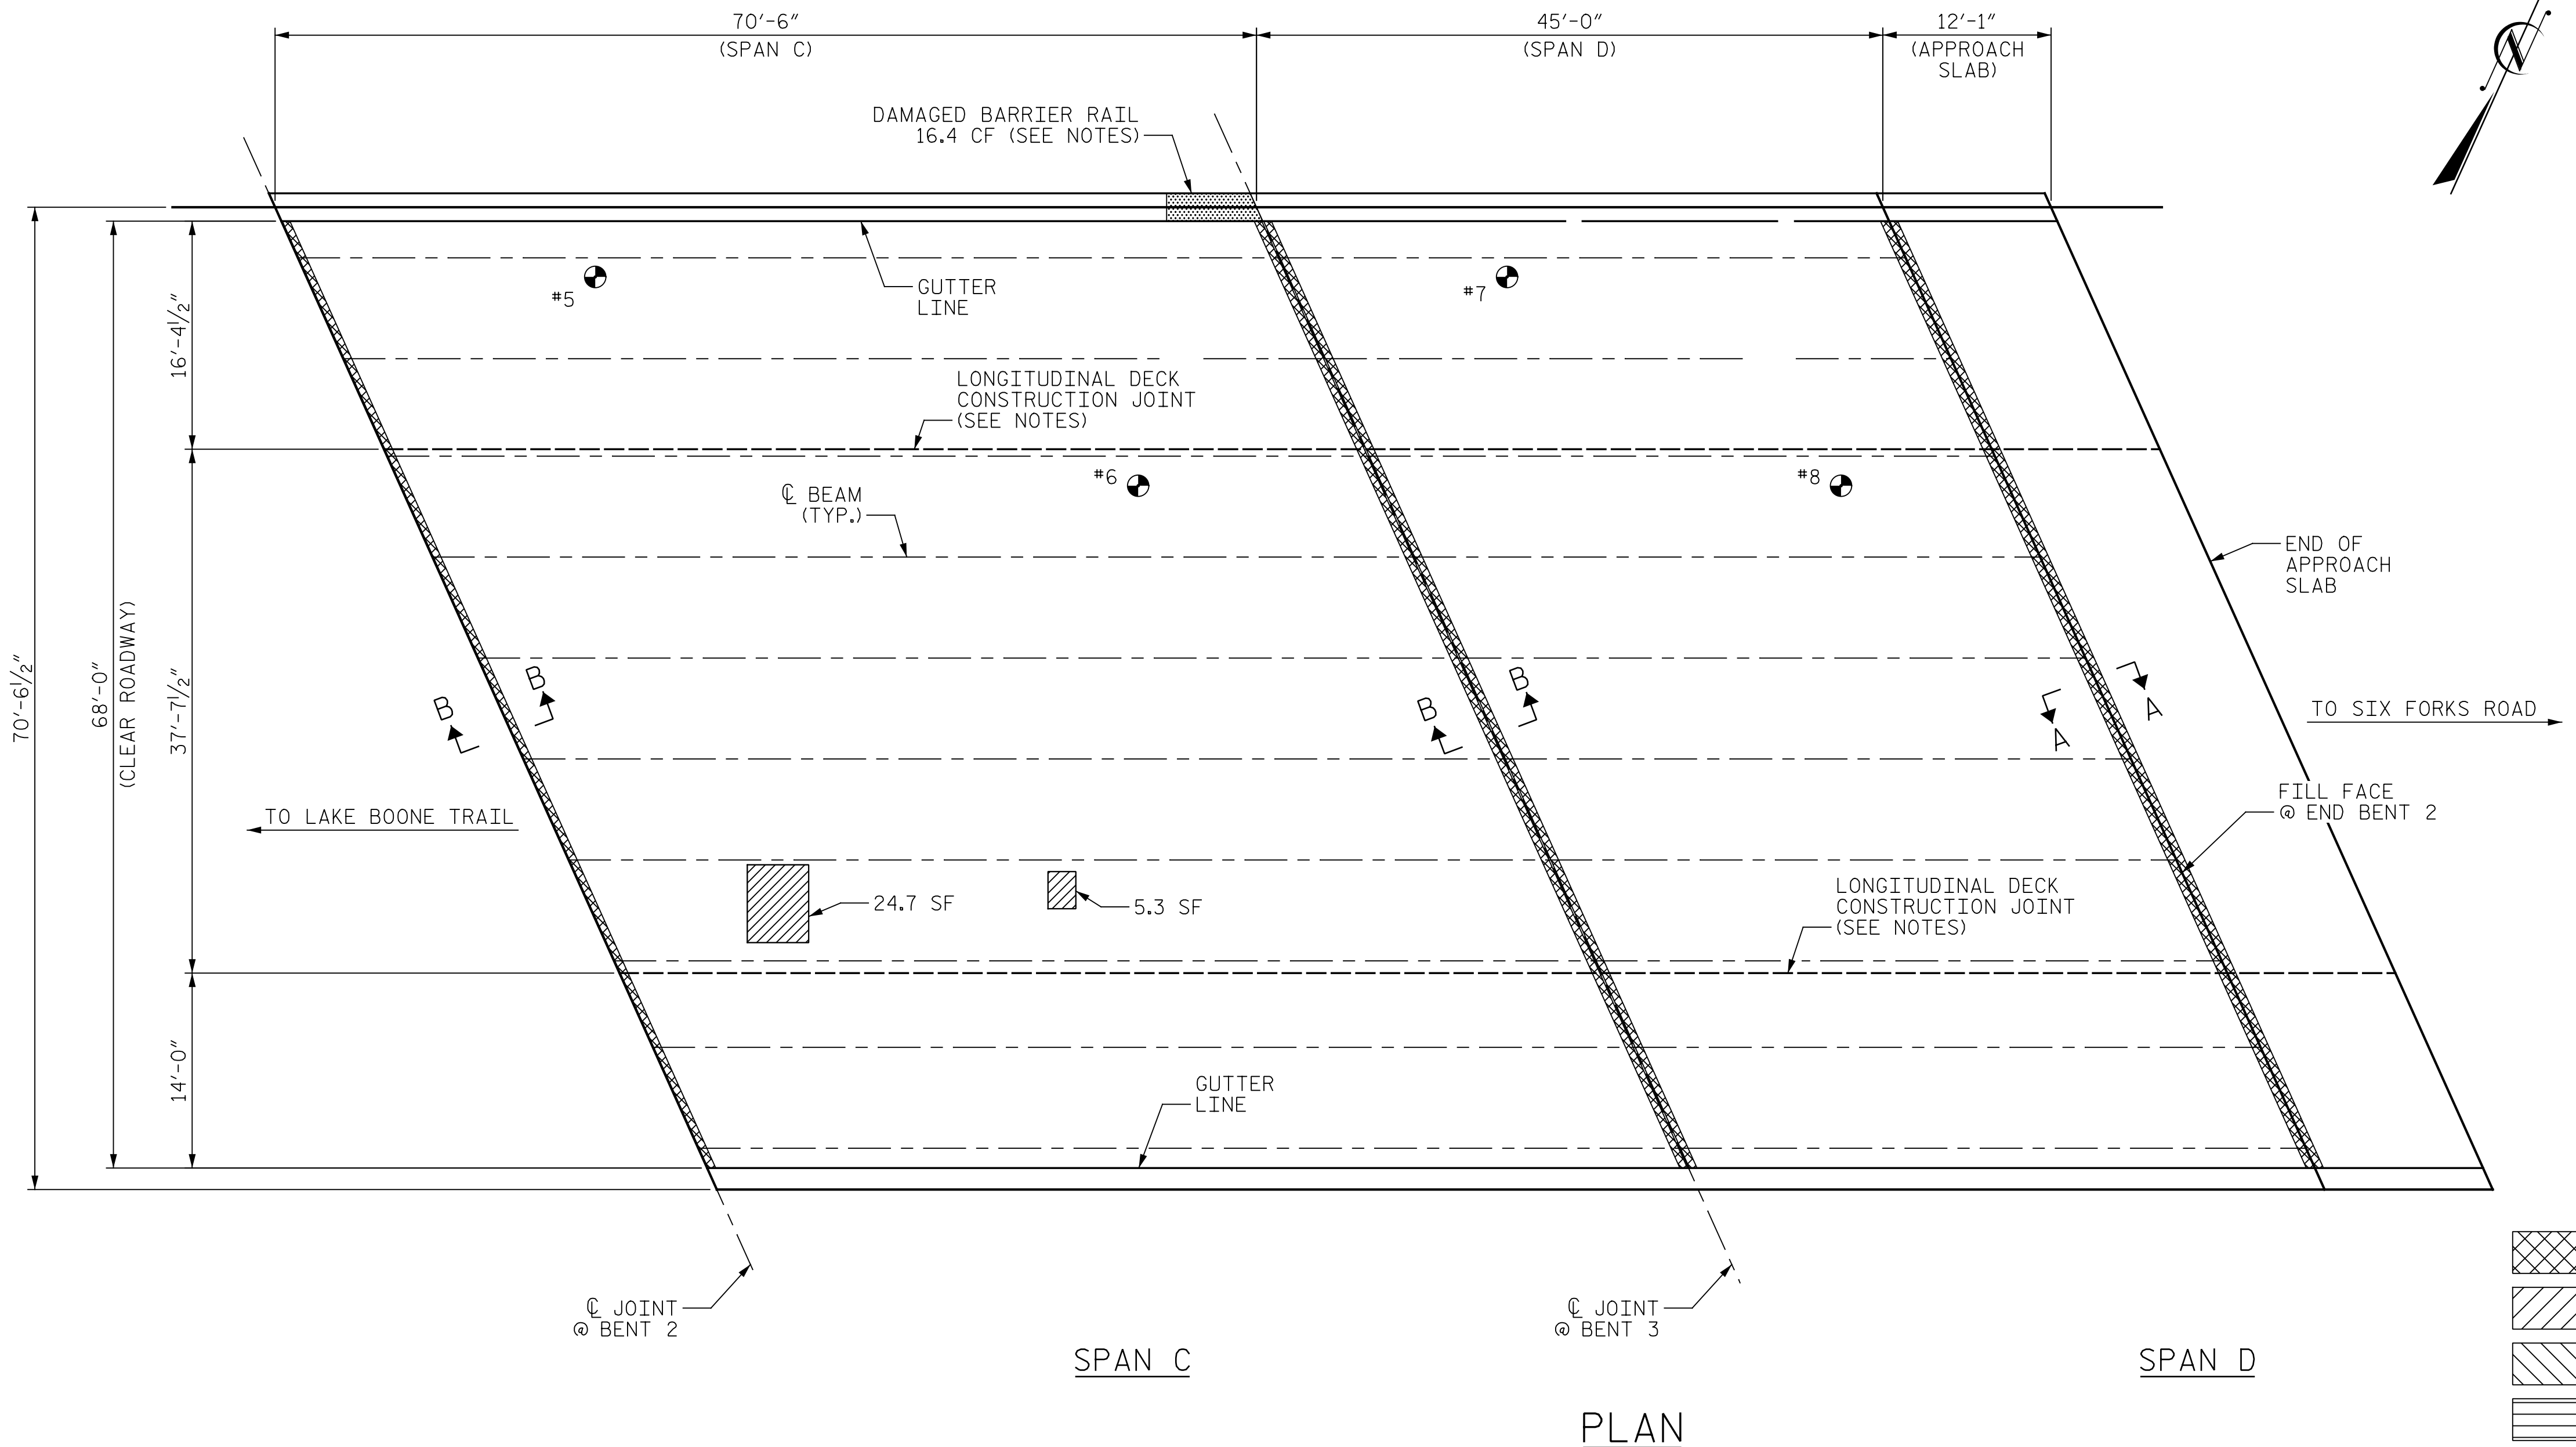 70'-6"
(SPAN C)
45'-0"
(SPAN D)
12'-1"
(APPROACH
SLAB)
N
DAMAGED BARRIER RAIL
16.4 CF (SEE NOTES)
#5
GUTTER
LINE
#7
16'-4½"
LONGITUDINAL DECK
CONSTRUCTION JOINT
(SEE NOTES)
#6
#8
℄ BEAM
(TYP.)
END OF
APPROACH
SLAB
70'-6½"
68'-0"
(CLEAR ROADWAY)
37'-7½"
B
B
B
B
A
A
TO SIX FORKS ROAD
TO LAKE BOONE TRAIL
FILL FACE
@ END BENT 2
24.7 SF
5.3 SF
LONGITUDINAL DECK
CONSTRUCTION JOINT
(SEE NOTES)
14'-0"
GUTTER
LINE
℄ JOINT
@ BENT 2
℄ JOINT
@ BENT 3
SPAN C
SPAN D
PLAN